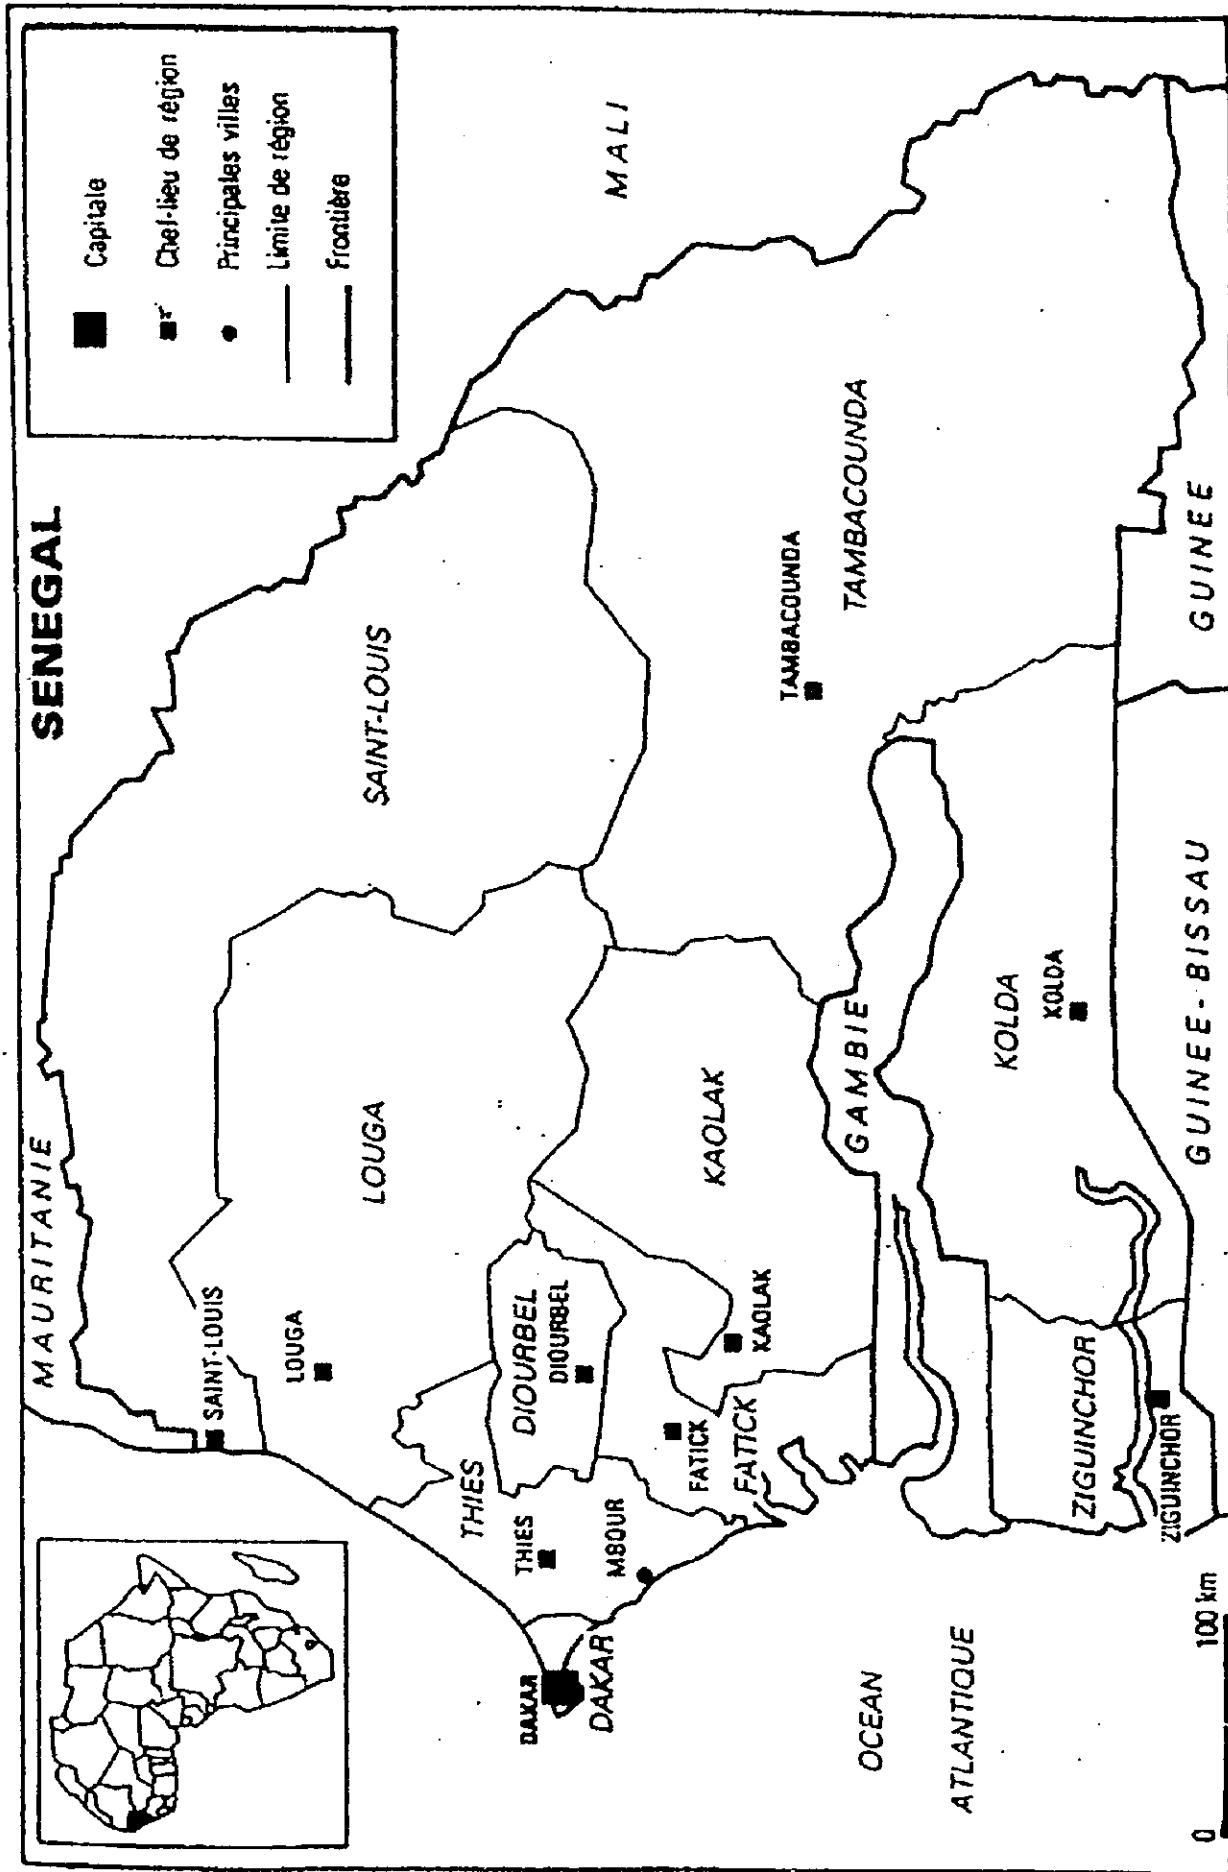 SENEGAL
Capitale
Chef-lieu de région
Principales villes
Limite de région
Frontière
MAURITANIE
MALI
SAINT-LOUIS
SAINT-LOUIS
LOUGA
LOUGA
THIES
THIES
DIOURBEL
DIOURBEL
DAKAR
DAKAR
MBOUR
FATICK
FATICK
KAOLAK
KAOLAK
TAMBACOUNDA
TAMBACOUNDA
GAMBIE
KOLDA
KOLDA
ZIGUINCHOR
ZIGUINCHOR
OCEAN
ATLANTIQUE
GUINEE-BISSAU
GUINEE
0 100 km